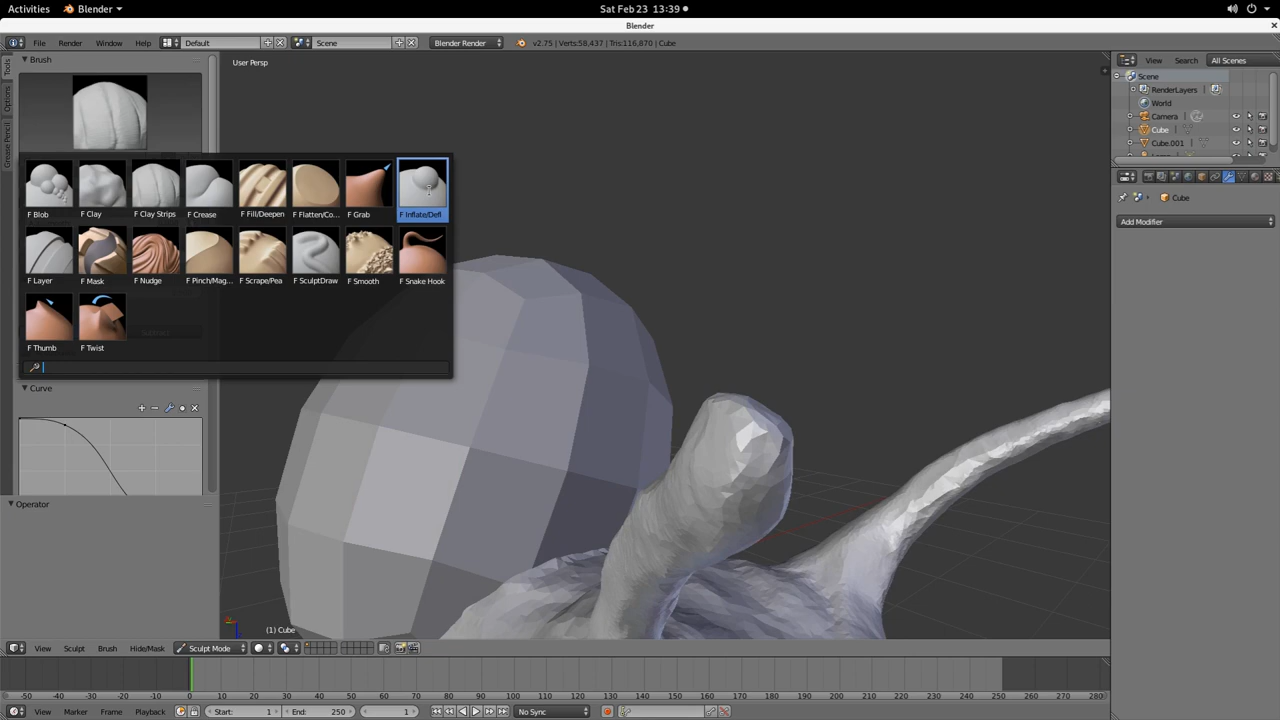 Activities Blender Sat Feb 23 13:39
Blender
File Render Window Help Default Scene Blender Render v2.75 | Verts:58,437 | Tris:116,870 | Cube
Tools
Options
Grease Pencil
Brush
F Blob F Clay F Clay Strips F Crease F Fill/Deepen F Flatten/Co... F Grab F Inflate/Defl
F Layer F Mask F Nudge F Pinch/Mag... F Scrape/Pea F SculptDraw F Smooth F Snake Hook
F Thumb F Twist
Subtract
Curve
Operator
User Persp
(1) Cube
View Sculpt Brush Hide/Mask Sculpt Mode
-50 -40 -30 -20 -10 0 10 20 30 40 50 60 70 80 90 100 110 120 130 140 150 160 170 180 190 200 210 220 230 240 250 260 270 280
View Marker Frame Playback Start: 1 End: 250 1 No Sync
View Search All Scenes
Scene
RenderLayers
World
Camera
Cube
Cube.001
Cube
Add Modifier